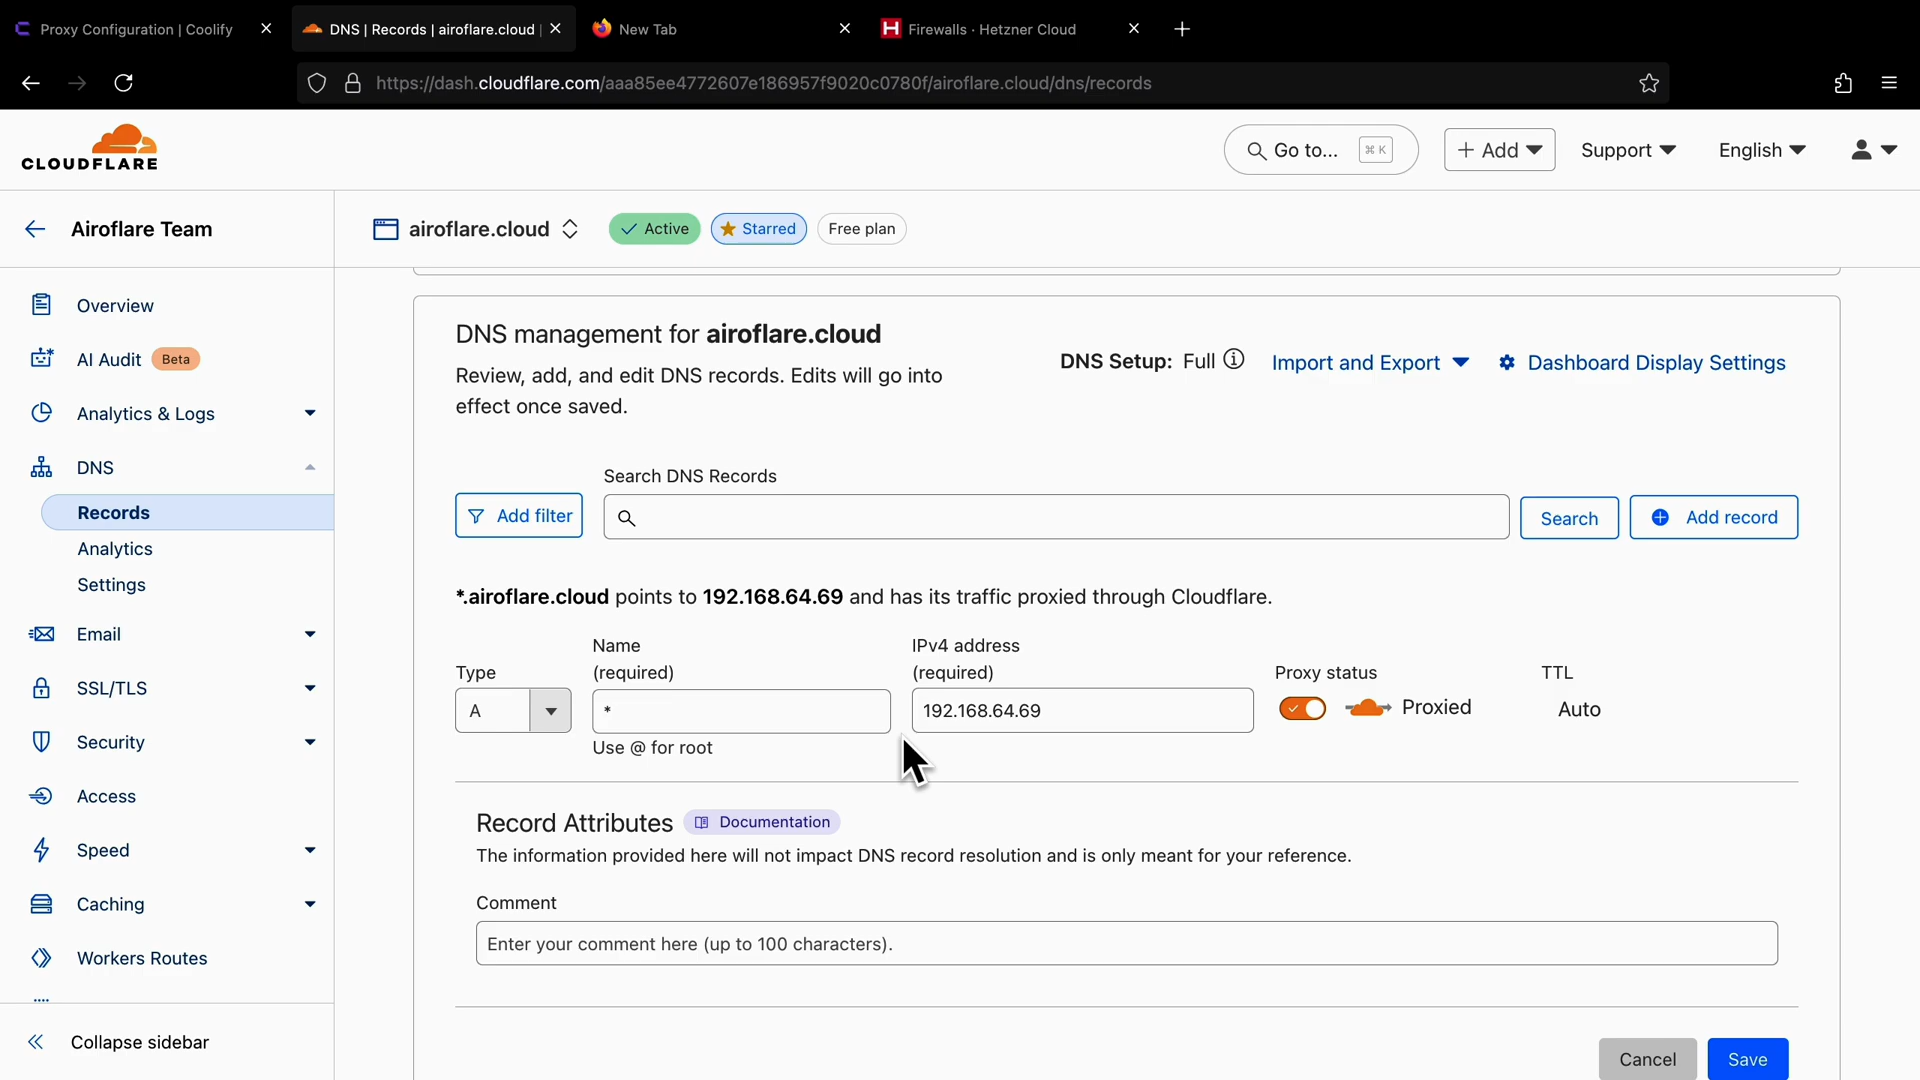 Proxy Configuration | Coolify
DNS | Records | airoflare.cloud |
New Tab
Firewalls · Hetzner Cloud
https://dash.cloudflare.com/aaa85ee4772607e186957f9020c0780f/airoflare.cloud/dns/records
CLOUDFLARE
Go to... ⌘ K
+ Add
Support
English
Airoflare Team
airoflare.cloud
Active
Starred
Free plan
Overview
AI Audit Beta
Analytics & Logs
DNS
Records
Analytics
Settings
Email
SSL/TLS
Security
Access
Speed
Caching
Workers Routes
Collapse sidebar
DNS management for airoflare.cloud
Review, add, and edit DNS records. Edits will go into
effect once saved.
DNS Setup: Full
Import and Export
Dashboard Display Settings
Search DNS Records
Add filter
Search
Add record
*.airoflare.cloud points to 192.168.64.69 and has its traffic proxied through Cloudflare.
Type
Name
(required)
IPv4 address
(required)
Proxy status
TTL
A
*
192.168.64.69
Proxied
Auto
Use @ for root
Record Attributes
Documentation
The information provided here will not impact DNS record resolution and is only meant for your reference.
Comment
Enter your comment here (up to 100 characters).
Cancel
Save